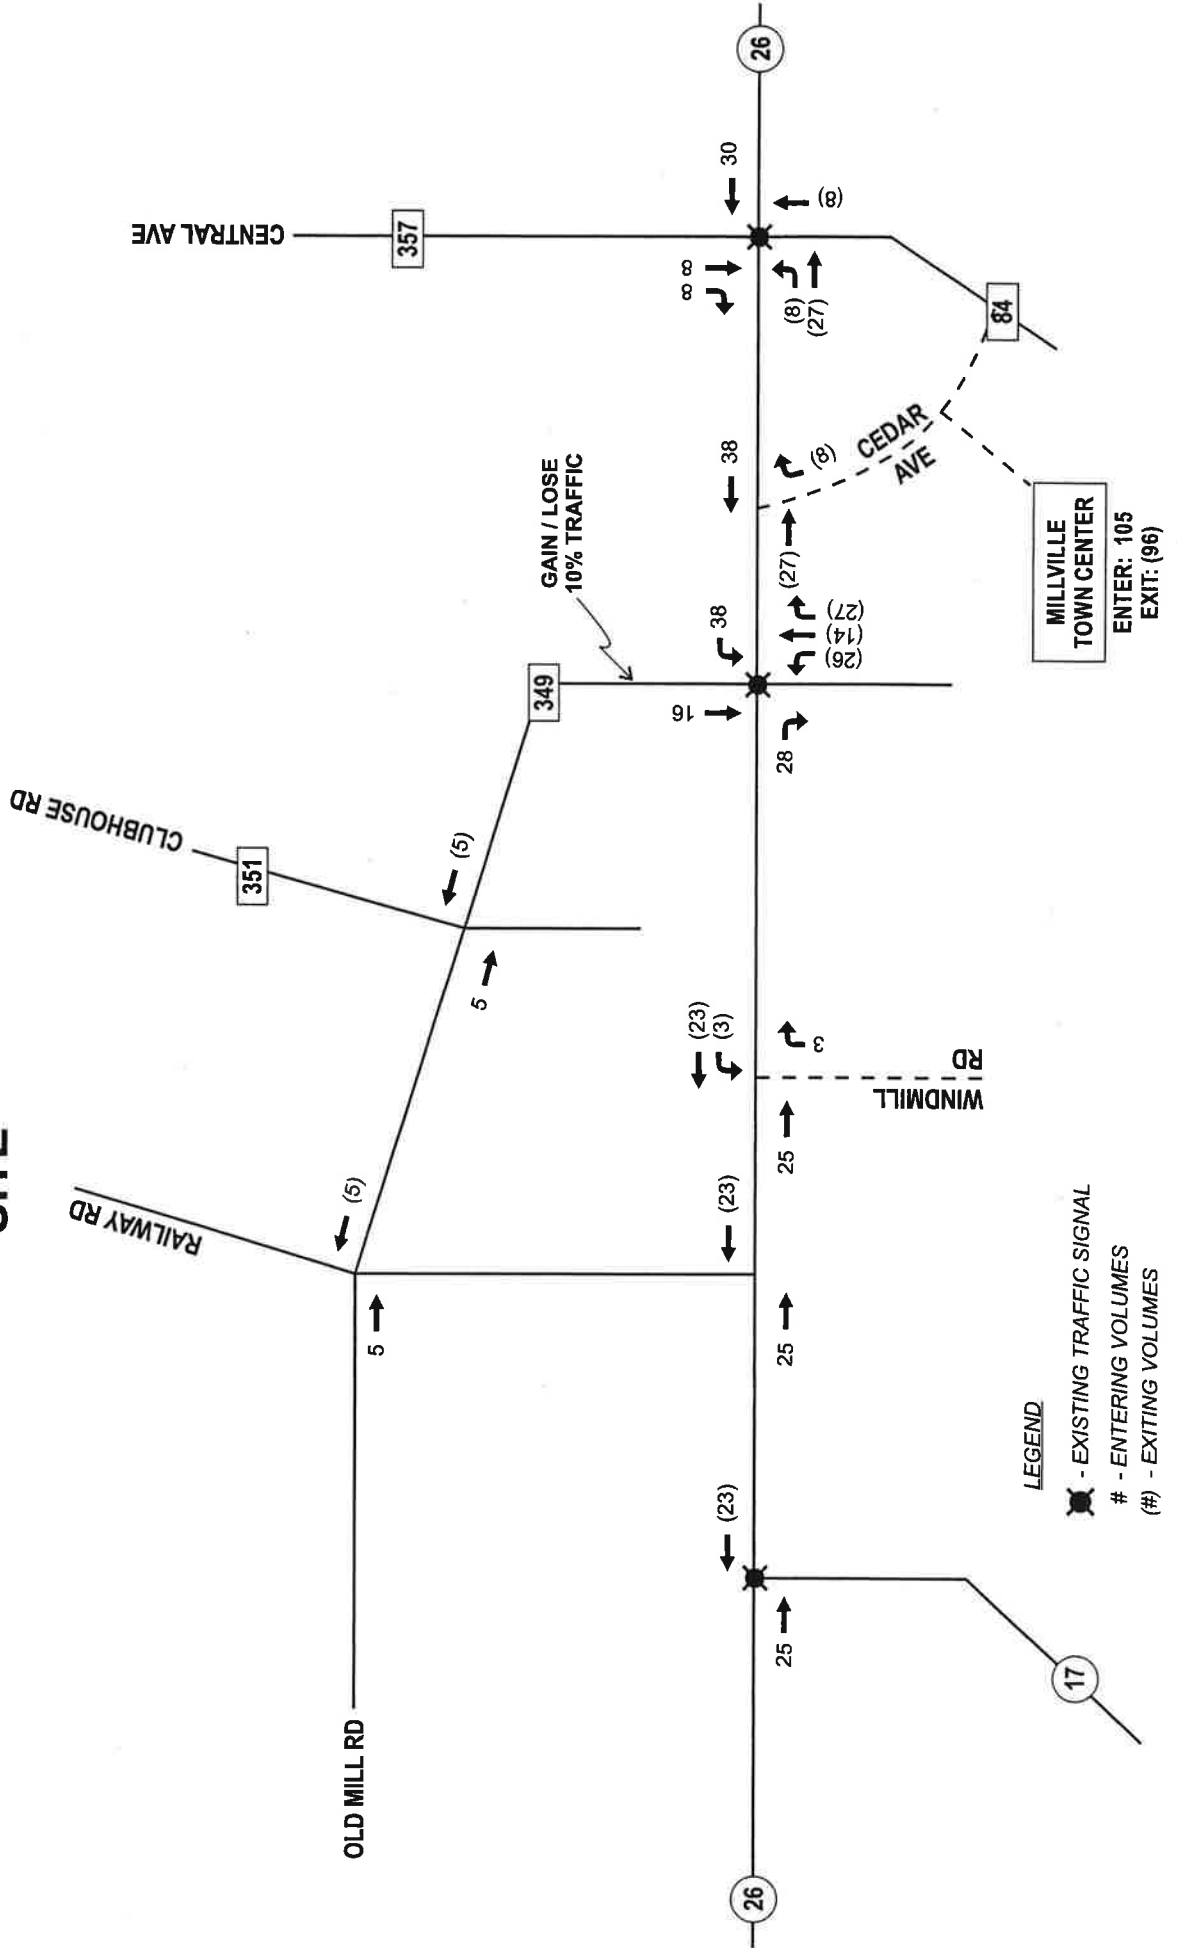 CENTRAL AVE
357
26
30
(8)
8
8
(8)
(27)
84
CEDAR
AVE
38
(8)
(27)
GAIN / LOSE
10% TRAFFIC
MILLVILLE
TOWN CENTER
ENTER: 105
EXIT: (96)
349
38
(27)
(14)
(26)
16
28
CLUBHOUSE RD
351
(5)
5
(23)
(3)
3
WINDMILL
RD
25
RAILWAY RD
(5)
5
(23)
25
OLD MILL RD
(23)
25
17
26
LEGEND
- EXISTING TRAFFIC SIGNAL
# - ENTERING VOLUMES
(#) - EXITING VOLUMES